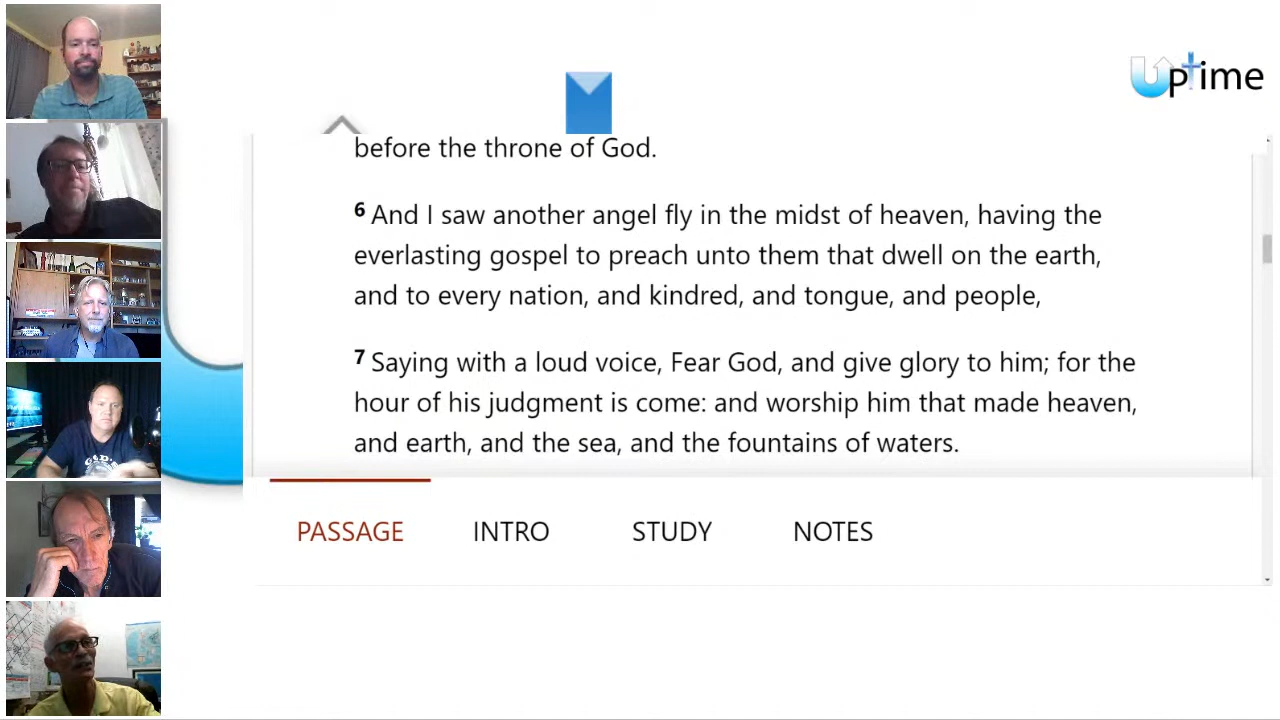 Uptime
before the throne of God.
6 And I saw another angel fly in the midst of heaven, having the
everlasting gospel to preach unto them that dwell on the earth,
and to every nation, and kindred, and tongue, and people,
7 Saying with a loud voice, Fear God, and give glory to him; for the
hour of his judgment is come: and worship him that made heaven,
and earth, and the sea, and the fountains of waters.
PASSAGE INTRO STUDY NOTES